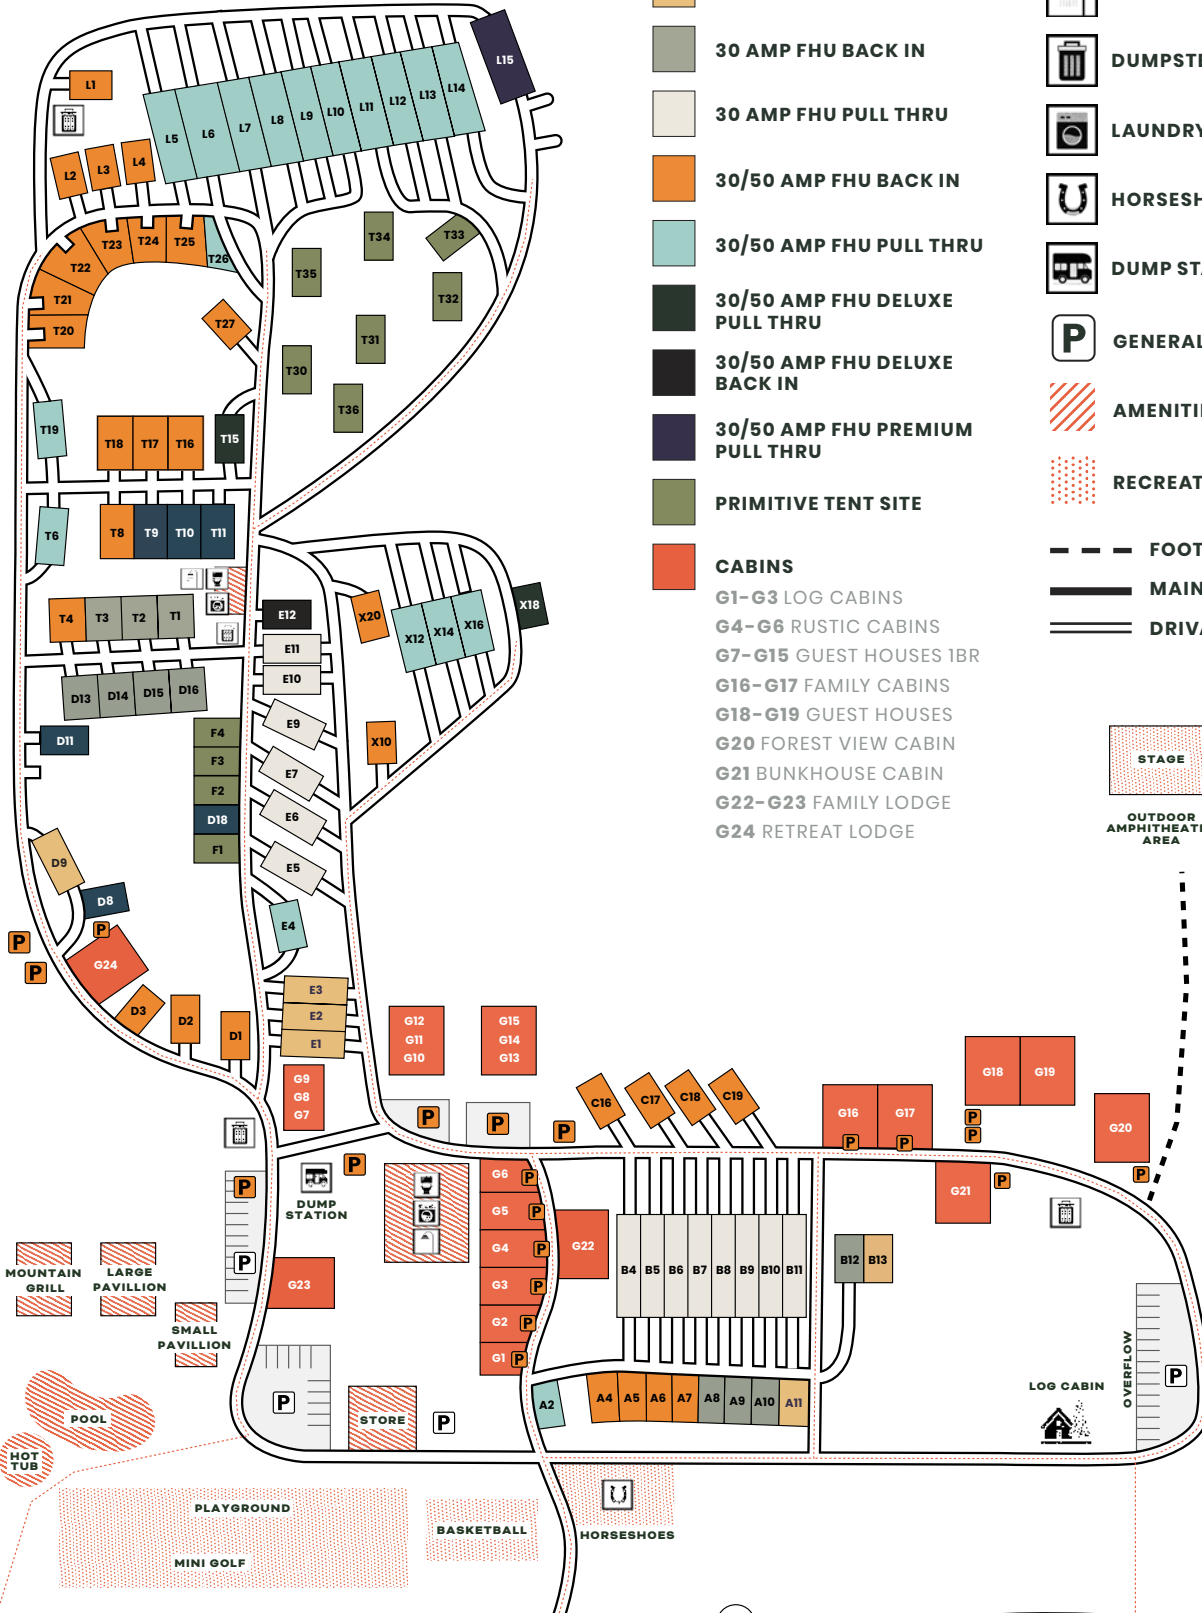 30 AMP FHU BACK IN
30 AMP FHU PULL THRU
30/50 AMP FHU BACK IN
30/50 AMP FHU PULL THRU
30/50 AMP FHU DELUXE
PULL THRU
30/50 AMP FHU DELUXE
BACK IN
30/50 AMP FHU PREMIUM
PULL THRU
PRIMITIVE TENT SITE
CABINS
G1-G3 LOG CABINS
G4-G6 RUSTIC CABINS
G7-G15 GUEST HOUSES 1BR
G16-G17 FAMILY CABINS
G18-G19 GUEST HOUSES
G20 FOREST VIEW CABIN
G21 BUNKHOUSE CABIN
G22-G23 FAMILY LODGE
G24 RETREAT LODGE
DUMPSTE
LAUNDRY
HORSESH
DUMP STA
P
GENERAL
AMENITI
RECREAT
FOOT
MAIN
DRIVA
L15
L1
L5
L6
L7
L8
L9
L10
L11
L12
L13
L14
L2
L3
L4
T20
T21
T22
T23
T24
T25
T26
T27
T34
T33
T35
T32
T31
T30
T36
T19
T18
T17
T16
T15
T6
T8
T9
T10
T11
T4
T3
T2
T1
D13
D14
D15
D16
D11
F4
F3
F2
D18
F1
E12
E11
E10
E9
E7
E6
E5
E4
E3
E2
E1
X20
X12
X14
X16
X18
X10
D9
D8
P
P
P
G24
D3
D2
D1
G12
G11
G10
G15
G14
G13
G9
G8
G7
P
P
P
C16
C17
C18
C19
G16
G17
P
P
G18
G19
P
P
G20
P
G21
P
STAGE
OUTDOOR
AMPHITHEAT
AREA
P
DUMP
STATION
P
P
G6
P
G5
P
G4
P
G3
P
G2
P
G1
P
G22
G23
B4
B5
B6
B7
B8
B9
B10
B11
B12
B13
MOUNTAIN
GRILL
LARGE
PAVILLION
SMALL
PAVILLION
POOL
HOT
TUB
P
STORE
P
A2
A4
A5
A6
A7
A8
A9
A10
A11
LOG CABIN
OVERFLOW
P
PLAYGROUND
MINI GOLF
BASKETBALL
HORSESHOES